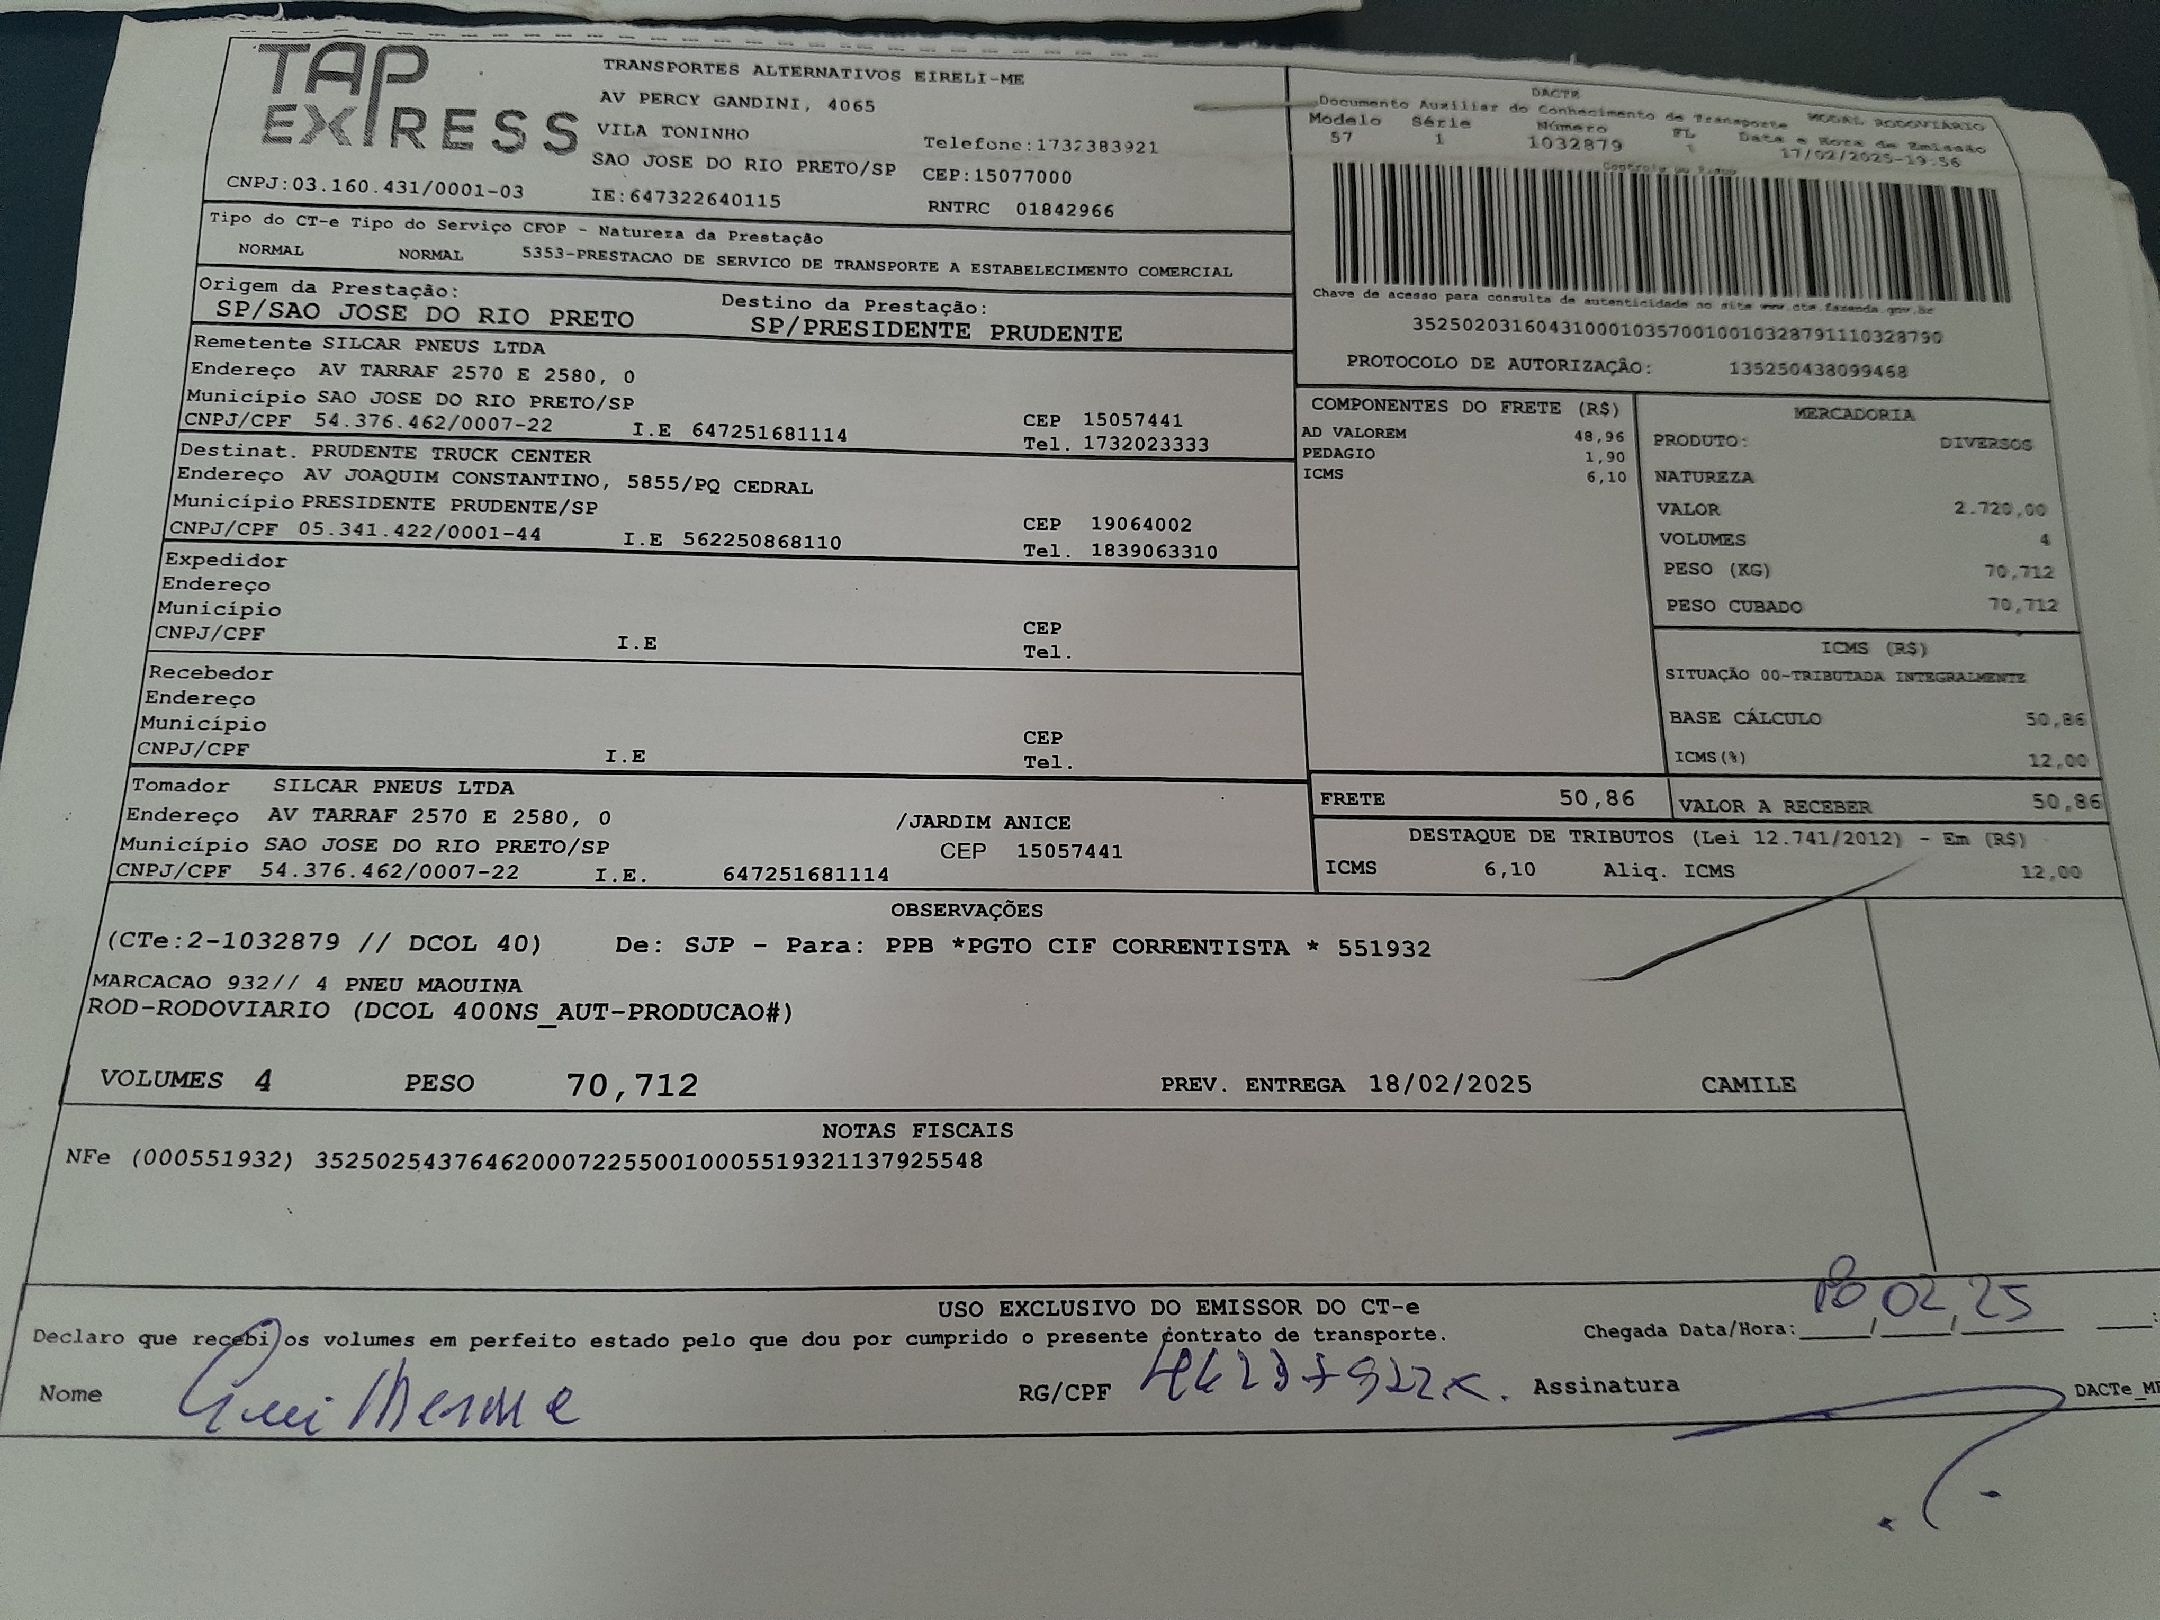 TAP EXPRESS
TRANSPORTES ALTERNATIVOS EIRELI-ME
AV PERCY GANDINI, 4065
VILA TONINHO Telefone:1732383921
SAO JOSE DO RIO PRETO/SP CEP:15077000
CNPJ:03.160.431/0001-03 IE:647322640115 RNTRC 01842966
DACTE
Documento Auxiliar do Conhecimento de Transporte MODAL RODOVIÁRIO
Modelo Série Número FL Data e Hora de Emissão
57 1 1032879 1 17/02/2025-19:56
Controle do Fisco
Chave de acesso para consulta de autenticidade no site www.cte.fazenda.gov.br
35250203160431000103570010010328791110328790
PROTOCOLO DE AUTORIZAÇÃO: 135250438099468
Tipo do CT-e Tipo do Serviço CFOP - Natureza da Prestação
NORMAL NORMAL 5353-PRESTACAO DE SERVICO DE TRANSPORTE A ESTABELECIMENTO COMERCIAL
Origem da Prestação: Destino da Prestação:
SP/SAO JOSE DO RIO PRETO SP/PRESIDENTE PRUDENTE
Remetente SILCAR PNEUS LTDA
Endereço AV TARRAF 2570 E 2580, 0
Município SAO JOSE DO RIO PRETO/SP CEP 15057441
CNPJ/CPF 54.376.462/0007-22 I.E 647251681114 Tel. 1732023333
Destinat. PRUDENTE TRUCK CENTER
Endereço AV JOAQUIM CONSTANTINO, 5855/PQ CEDRAL
Município PRESIDENTE PRUDENTE/SP CEP 19064002
CNPJ/CPF 05.341.422/0001-44 I.E 562250868110 Tel. 1839063310
Expedidor
Endereço
Município CEP
CNPJ/CPF I.E Tel.
Recebedor
Endereço
Município CEP
CNPJ/CPF I.E Tel.
Tomador SILCAR PNEUS LTDA
Endereço AV TARRAF 2570 E 2580, 0 /JARDIM ANICE
Município SAO JOSE DO RIO PRETO/SP CEP 15057441
CNPJ/CPF 54.376.462/0007-22 I.E. 647251681114
COMPONENTES DO FRETE (R$)
AD VALOREM 48,96
PEDAGIO 1,90
ICMS 6,10
MERCADORIA
PRODUTO: DIVERSOS
NATUREZA
VALOR 2.720,00
VOLUMES 4
PESO (KG) 70,712
PESO CUBADO 70,712
ICMS (R$)
SITUAÇÃO 00-TRIBUTADA INTEGRALMENTE
BASE CÁLCULO 50,86
ICMS(%) 12,00
FRETE 50,86 VALOR A RECEBER 50,86
DESTAQUE DE TRIBUTOS (Lei 12.741/2012) - Em (R$)
ICMS 6,10 Aliq. ICMS 12,00
OBSERVAÇÕES
(CTe:2-1032879 // DCOL 40) De: SJP - Para: PPB *PGTO CIF CORRENTISTA * 551932
MARCACAO 932// 4 PNEU MAOUINA
ROD-RODOVIARIO (DCOL 400NS_AUT-PRODUCAO#)
VOLUMES 4 PESO 70,712 PREV. ENTREGA 18/02/2025 CAMILE
NOTAS FISCAIS
NFe (000551932) 35250254376462000722550010005519321137925548
USO EXCLUSIVO DO EMISSOR DO CT-e
Declaro que recebi os volumes em perfeito estado pelo que dou por cumprido o presente contrato de transporte. Chegada Data/Hora: 18/02/25 :
Nome Guilherme RG/CPF Assinatura DACTe_